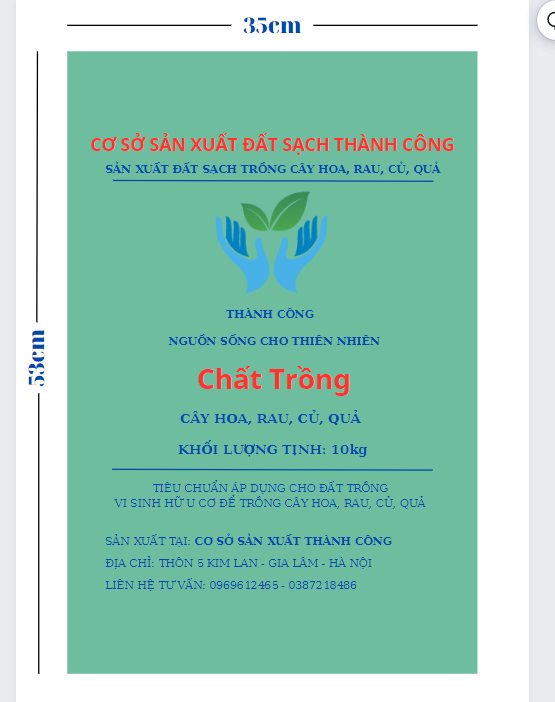 35cm
53cm
CƠ SỞ SẢN XUẤT ĐẤT SẠCH THÀNH CÔNG
SẢN XUẤT ĐẤT SẠCH TRỒNG CÂY HOA, RAU, CỦ, QUẢ
THÀNH CÔNG
NGUỒN SỐNG CHO THIÊN NHIÊN
Chất Trồng
CÂY HOA, RAU, CỦ, QUẢ
KHỐI LƯỢNG TỊNH: 10kg
TIÊU CHUẨN ÁP DỤNG CHO ĐẤT TRỒNG
VI SINH HỮU CƠ ĐỂ TRỒNG CÂY HOA, RAU, CỦ, QUẢ
SẢN XUẤT TẠI: CƠ SỞ SẢN XUẤT THÀNH CÔNG
ĐỊA CHỈ: THÔN 5 KIM LAN - GIA LÂM - HÀ NỘI
LIÊN HỆ TƯ VẤN: 0969612465 - 0387218486